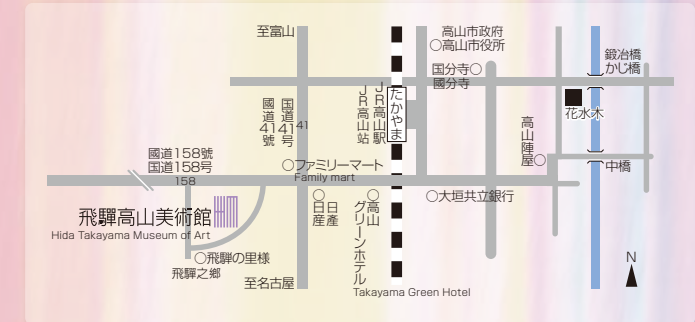 至富山
高山市政府
○高山市役所
鍛冶橋
かじ橋
国分寺○
國分寺
たかやま
JR高山駅
JR高山站
国道41号
國道41號
41
花水木
高山陣屋○
中橋
國道158號
国道158号
158
○ファミリーマート
Family mart
○日産
日產
○高山グリーンホテル
Takayama Green Hotel
○大垣共立銀行
飛驒高山美術館
Hida Takayama Museum of Art
○飛騨の里様
飛驒之鄉
至名古屋
N